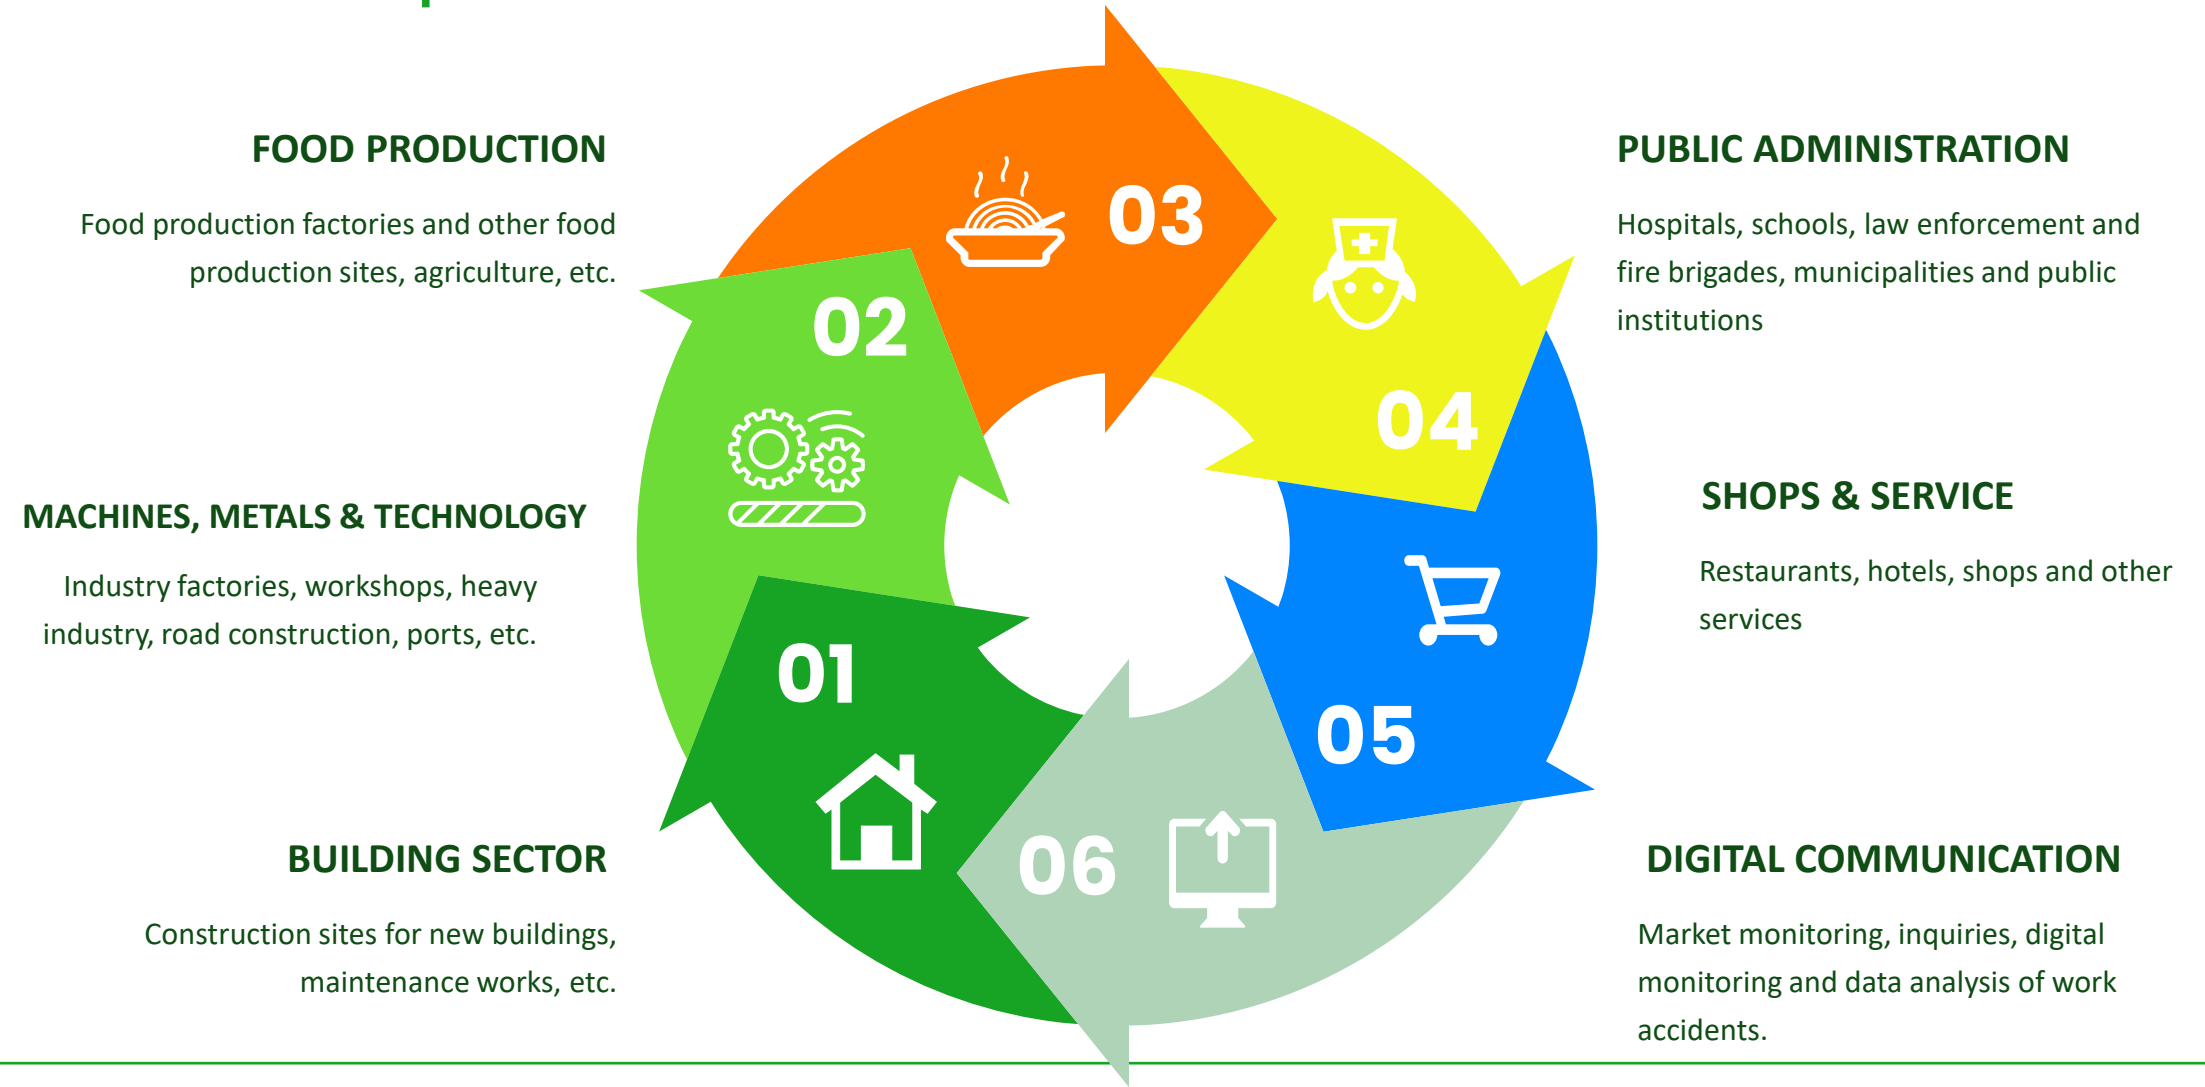 FOOD PRODUCTION
Food production factories and other food
production sites, agriculture, etc.
MACHINES, METALS & TECHNOLOGY
Industry factories, workshops, heavy
industry, road construction, ports, etc.
BUILDING SECTOR
Construction sites for new buildings,
maintenance works, etc.
03
02
04
01
05
06
PUBLIC ADMINISTRATION
Hospitals, schools, law enforcement and
fire brigades, municipalities and public
institutions
SHOPS & SERVICE
Restaurants, hotels, shops and other
services
DIGITAL COMMUNICATION
Market monitoring, inquiries, digital
monitoring and data analysis of work
accidents.